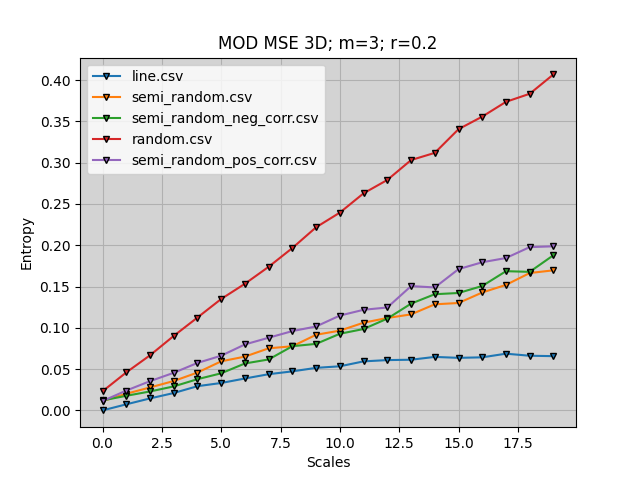 MOD MSE 3D; m=3; r=0.2
line.csv
semi_random.csv
semi_random_neg_corr.csv
random.csv
semi_random_pos_corr.csv
Entropy
0.40
0.35
0.30
0.25
0.20
0.15
0.10
0.05
0.00
0.0 2.5 5.0 7.5 10.0 12.5 15.0 17.5
Scales